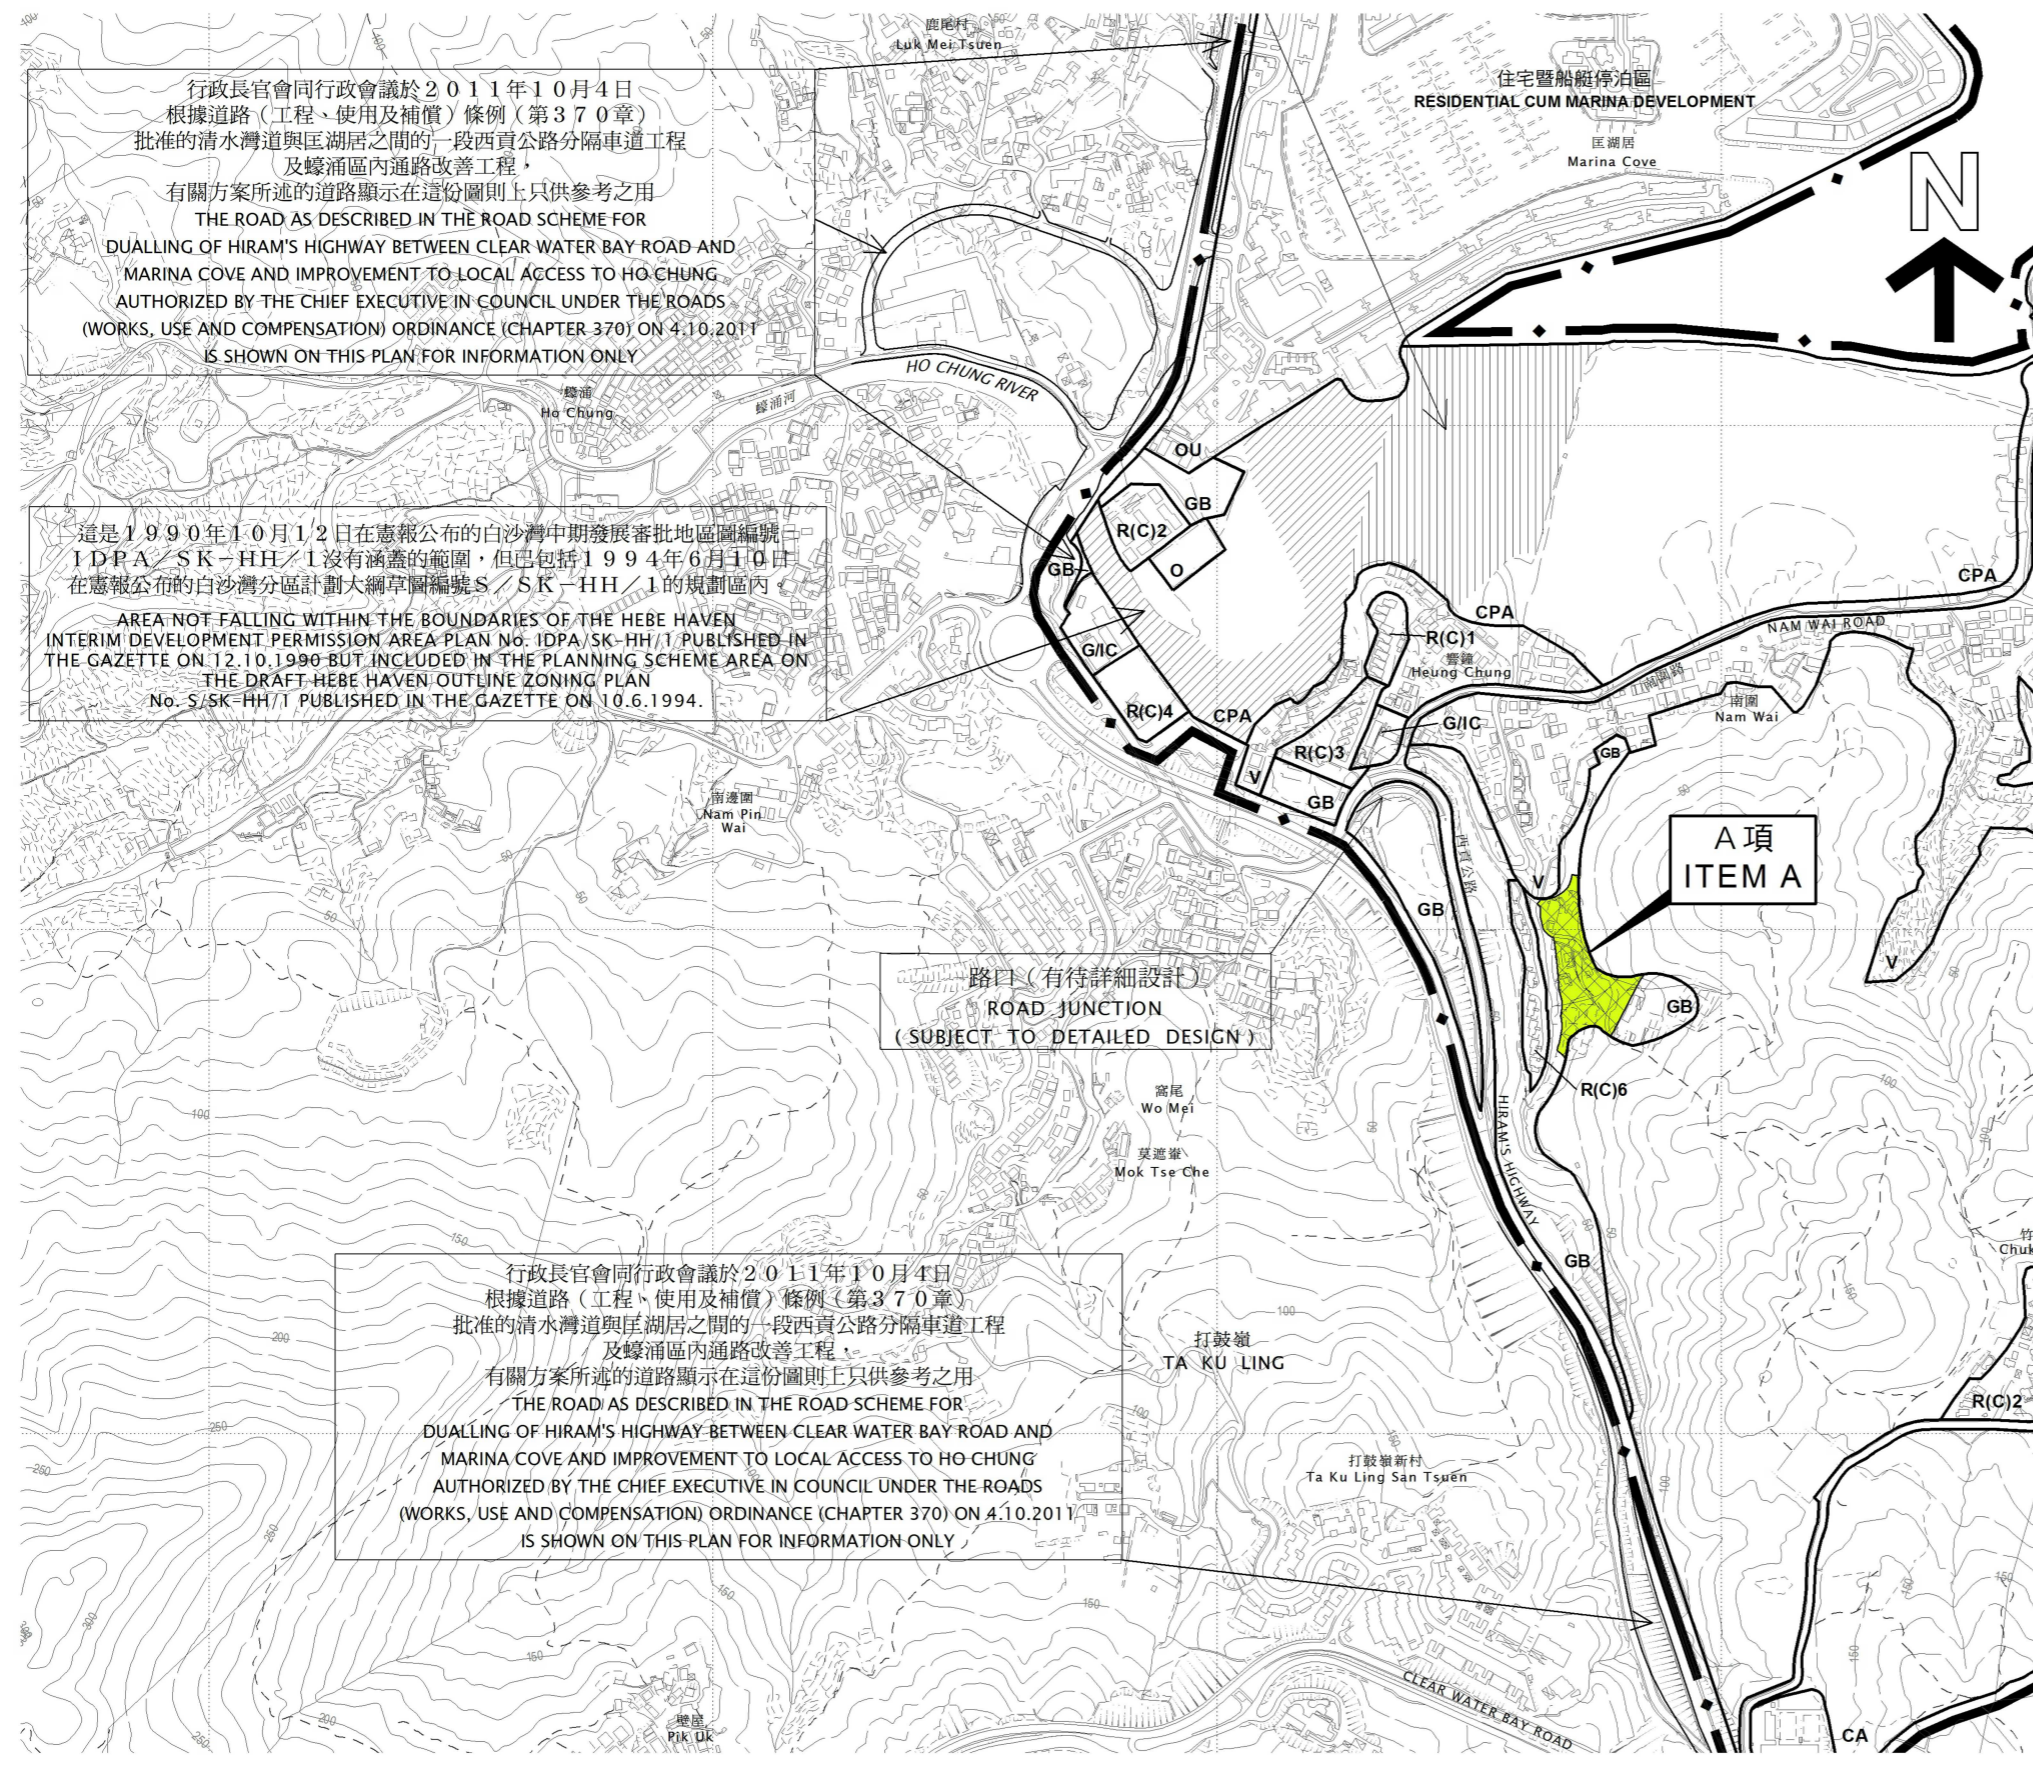 鹿尾村
Luk Mei Tsuen
行政長官會同行政會議於２０１１年１０月４日
根據道路（工程、使用及補償）條例（第３７０章）
批准的清水灣道與匡湖居之間的一段西貢公路分隔車道工程
及蠔涌區內通路改善工程，
有關方案所述的道路顯示在這份圖則上只供參考之用
THE ROAD AS DESCRIBED IN THE ROAD SCHEME FOR
DUALLING OF HIRAM'S HIGHWAY BETWEEN CLEAR WATER BAY ROAD AND
MARINA COVE AND IMPROVEMENT TO LOCAL ACCESS TO HO CHUNG
AUTHORIZED BY THE CHIEF EXECUTIVE IN COUNCIL UNDER THE ROADS
(WORKS, USE AND COMPENSATION) ORDINANCE (CHAPTER 370) ON 4.10.2011
IS SHOWN ON THIS PLAN FOR INFORMATION ONLY
住宅暨船艇停泊區
RESIDENTIAL CUM MARINA DEVELOPMENT
匡湖居
Marina Cove
N
HO CHUNG RIVER
蠔涌河
蠔涌
Ho Chung
OU
GB
R(C)2
O
GB
G/IC
R(C)4
CPA
這是１９９０年１０月１２日在憲報公布的白沙灣中期發展審批地區圖編號
ＩＤＰＡ／ＳＫ－ＨＨ／１沒有涵蓋的範圍，但已包括１９９４年６月１０日
在憲報公布的白沙灣分區計劃大綱草圖編號Ｓ／ＳＫ－ＨＨ／１的規劃區內。
AREA NOT FALLING WITHIN THE BOUNDARIES OF THE HEBE HAVEN
INTERIM DEVELOPMENT PERMISSION AREA PLAN No. IDPA/SK-HH/1 PUBLISHED IN
THE GAZETTE ON 12.10.1990 BUT INCLUDED IN THE PLANNING SCHEME AREA ON
THE DRAFT HEBE HAVEN OUTLINE ZONING PLAN
No. S/SK-HH/1 PUBLISHED IN THE GAZETTE ON 10.6.1994.
CPA
CPA
NAM WAI ROAD
南圍路
R(C)1
響鐘
Heung Chung
南圍
Nam Wai
G/IC
R(C)3
V
GB
GB
南邊圍
Nam Pin
Wai
A 項
ITEM A
西貢公路
V
GB
V
GB
R(C)6
路口（有待詳細設計）
ROAD JUNCTION
( SUBJECT TO DETAILED DESIGN )
窩尾
Wo Mei
莫遮輋
Mok Tse Che
HIRAM'S HIGHWAY
GB
竹
Chuk
行政長官會同行政會議於２０１１年１０月４日
根據道路（工程、使用及補償）條例（第３７０章）
批准的清水灣道與匡湖居之間的一段西貢公路分隔車道工程
及蠔涌區內通路改善工程，
有關方案所述的道路顯示在這份圖則上只供參考之用
THE ROAD AS DESCRIBED IN THE ROAD SCHEME FOR
DUALLING OF HIRAM'S HIGHWAY BETWEEN CLEAR WATER BAY ROAD AND
MARINA COVE AND IMPROVEMENT TO LOCAL ACCESS TO HO CHUNG
AUTHORIZED BY THE CHIEF EXECUTIVE IN COUNCIL UNDER THE ROADS
(WORKS, USE AND COMPENSATION) ORDINANCE (CHAPTER 370) ON 4.10.2011
IS SHOWN ON THIS PLAN FOR INFORMATION ONLY
打鼓嶺
TA KU LING
打鼓嶺新村
Ta Ku Ling San Tsuen
R(C)2
CLEAR WATER BAY ROAD
壁屋
Pik Uk
CA
50
50
50
100
150
200
250
250
250
300
200
150
150
100
100
150
150
100
150
150